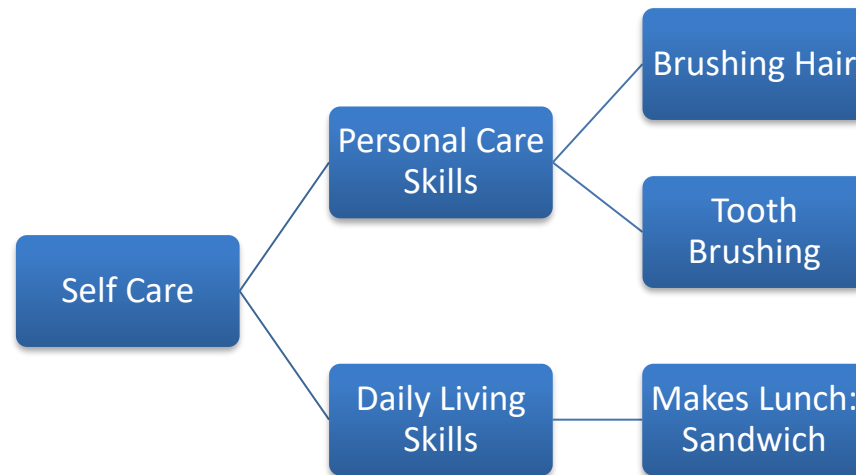 Brushing Hair
Personal Care
Skills
Tooth
Brushing
Self Care
Daily Living
Skills
Makes Lunch:
Sandwich